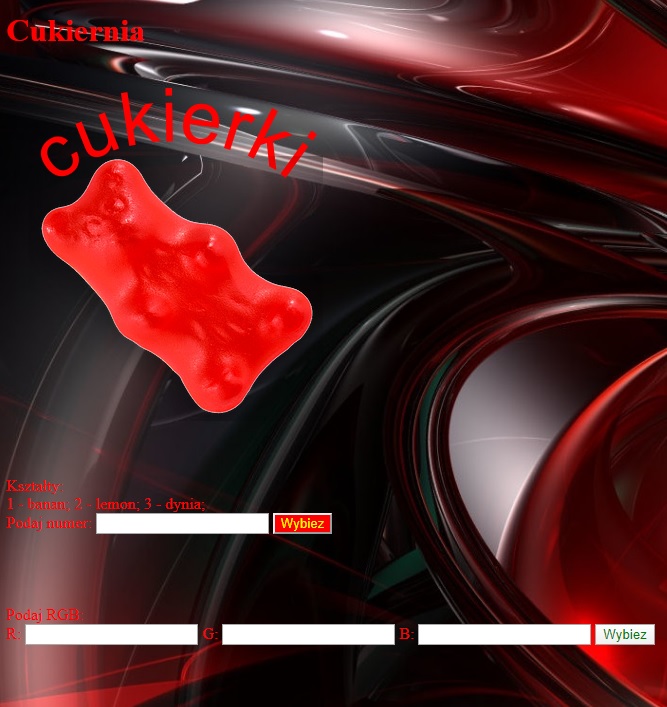 Cukiernia
cukierki
Kształty
1 - banan; 2 - lemon; 3 - dynia;
Podaj numer: Wybiez
Podaj RGB:
R: G: B: Wybiez